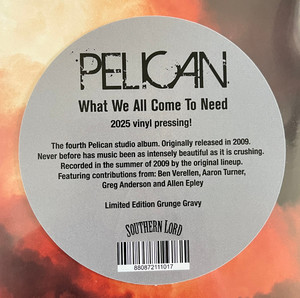 PELICAN
What We All Come To Need
2025 vinyl pressing!
The fourth Pelican studio album. Originally released in 2009.
Never before has music been as intensely beautiful as it is crushing.
Recorded in the summer of 2009 by the original lineup.
Featuring contributions from: Ben Verellen, Aaron Turner,
Greg Anderson and Allen Epley
Limited Edition Grunge Gravy
SOUTHERN LORD
880872111017